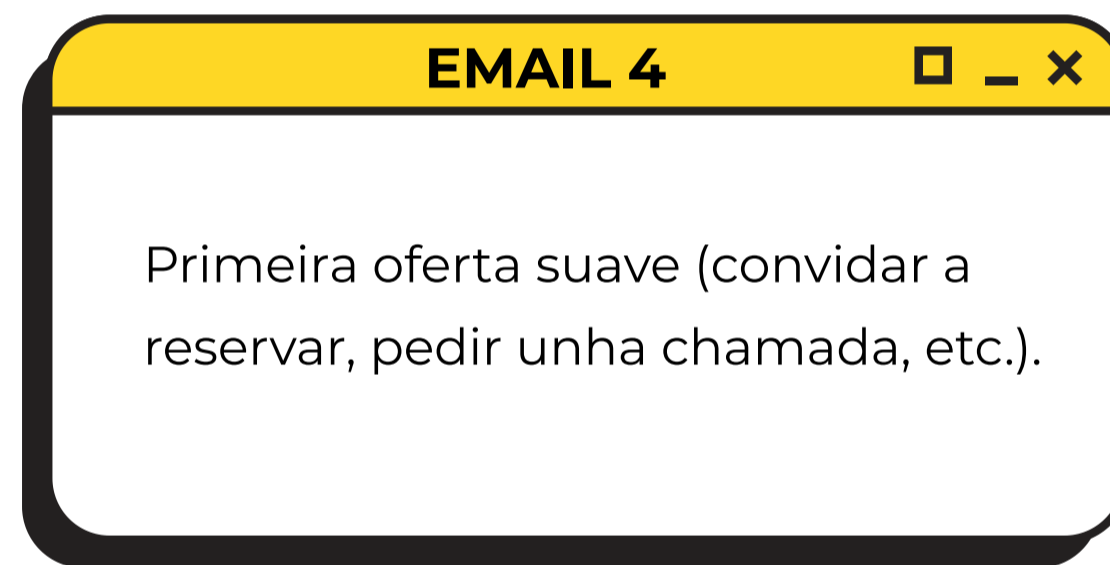 EMAIL 4
Primeira oferta suave (convidar a
reservar, pedir unha chamada, etc.).